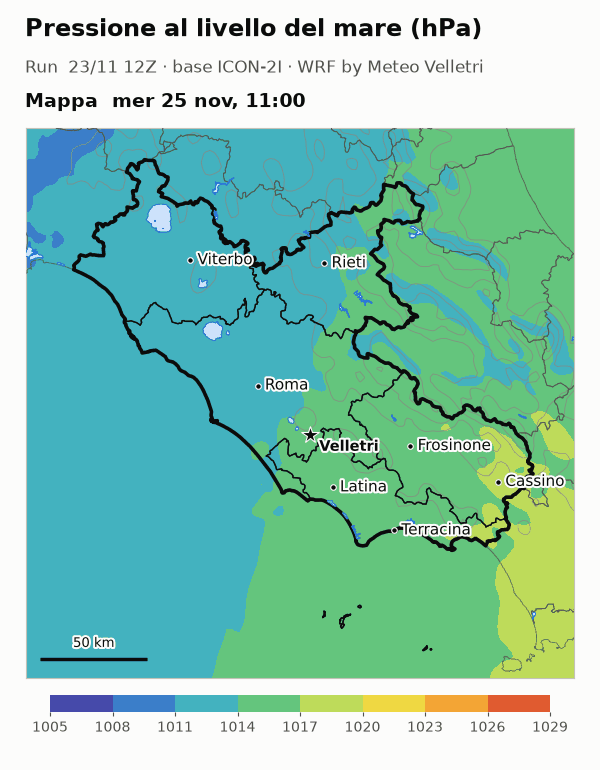 Pressione al livello del mare (hPa)
Run  23/11 12Z · base ICON-2I · WRF by Meteo Velletri
Mappa  mer 25 nov, 11:00
Viterbo
Rieti
Roma
Velletri
Frosinone
Cassino
Latina
Terracina
50 km
1005 1008 1011 1014 1017 1020 1023 1026 1029